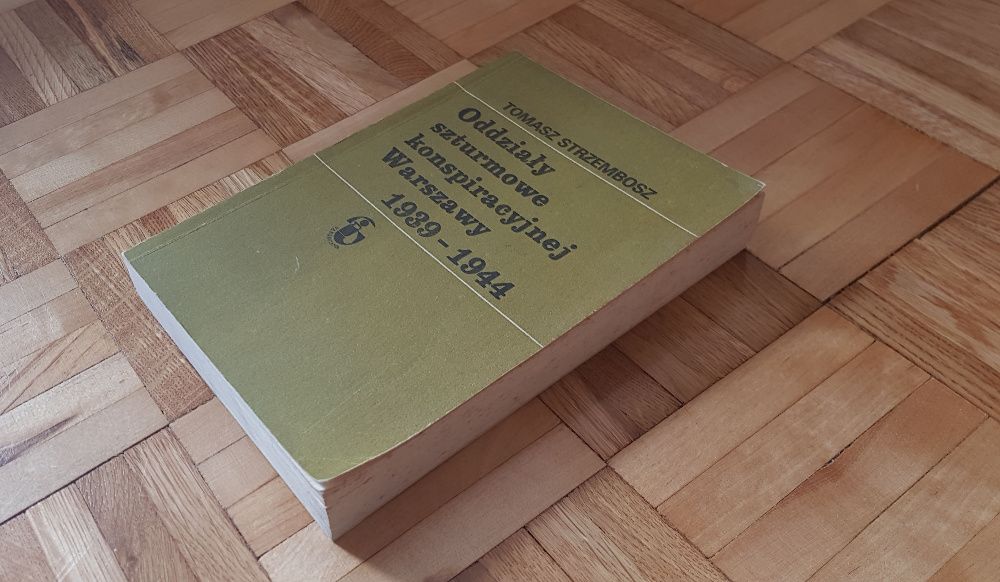 TOMASZ STRZEMBOSZ
Oddziały
szturmowe
konspiracyjnej
Warszawy
1939-1944